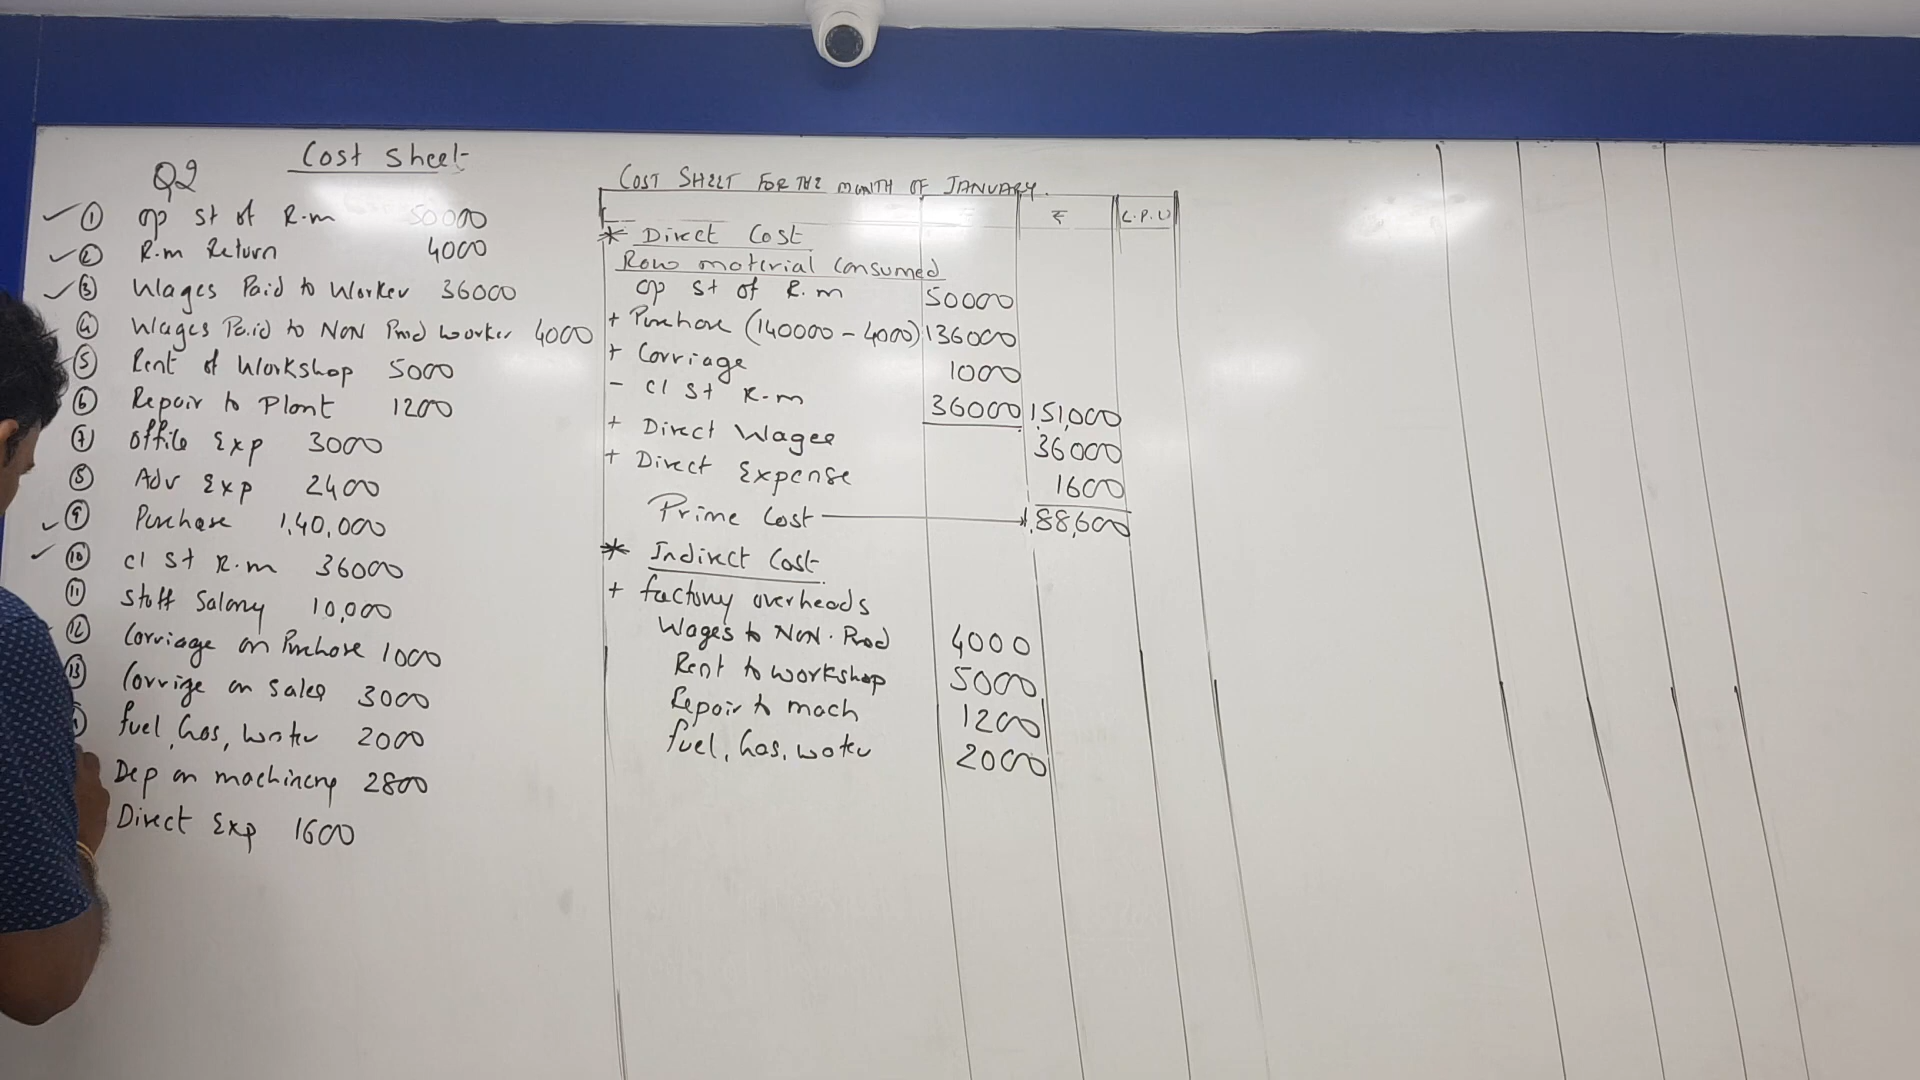 Cost Sheet
Q2
① op st of R.m 50000
② R.m Return 4000
③ Wages Paid to Worker 36000
④ Wages Paid to Non Prod worker 4000
⑤ Rent of Workshop 5000
⑥ Repair to Plant 1200
⑦ office Exp 3000
⑧ Adv Exp 2400
⑨ Purchase 1,40,000
⑩ cl st R.m 36000
⑪ Staff Salary 10,000
⑫ Carriage on Purchase 1000
13 Carrige on Sales 3000
fuel, Gas, Water 2000
Dep on machinery 2800
Direct Exp 1600
COST SHEET FOR THE MONTH OF JANUARY.
₹ C.P.U
* Direct Cost
Raw material Consumed
op st of R.m 50000
+ Purchase (140000 - 4000) 136000
+ Carriage 1000
- cl st R.m 36000 1,51,000
+ Direct Wages 36000
+ Direct Expense 1600
Prime Cost 1,88,600
* Indirect Cost
+ factory overheads
Wages to Non. Prod 4000
Rent to workshop 5000
Repair to mach 1200
fuel, Gas, water 2000